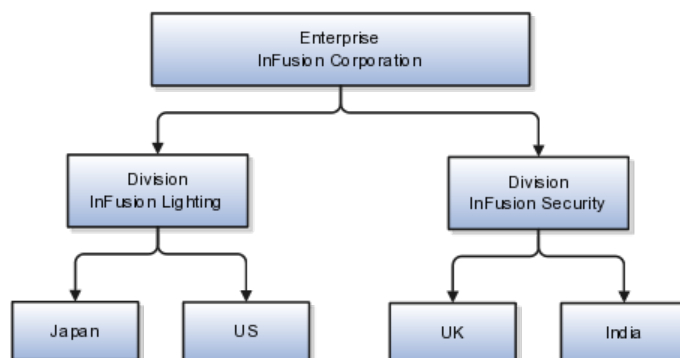 Enterprise
InFusion Corporation
Division
InFusion Lighting
Division
InFusion Security
Japan
US
UK
India